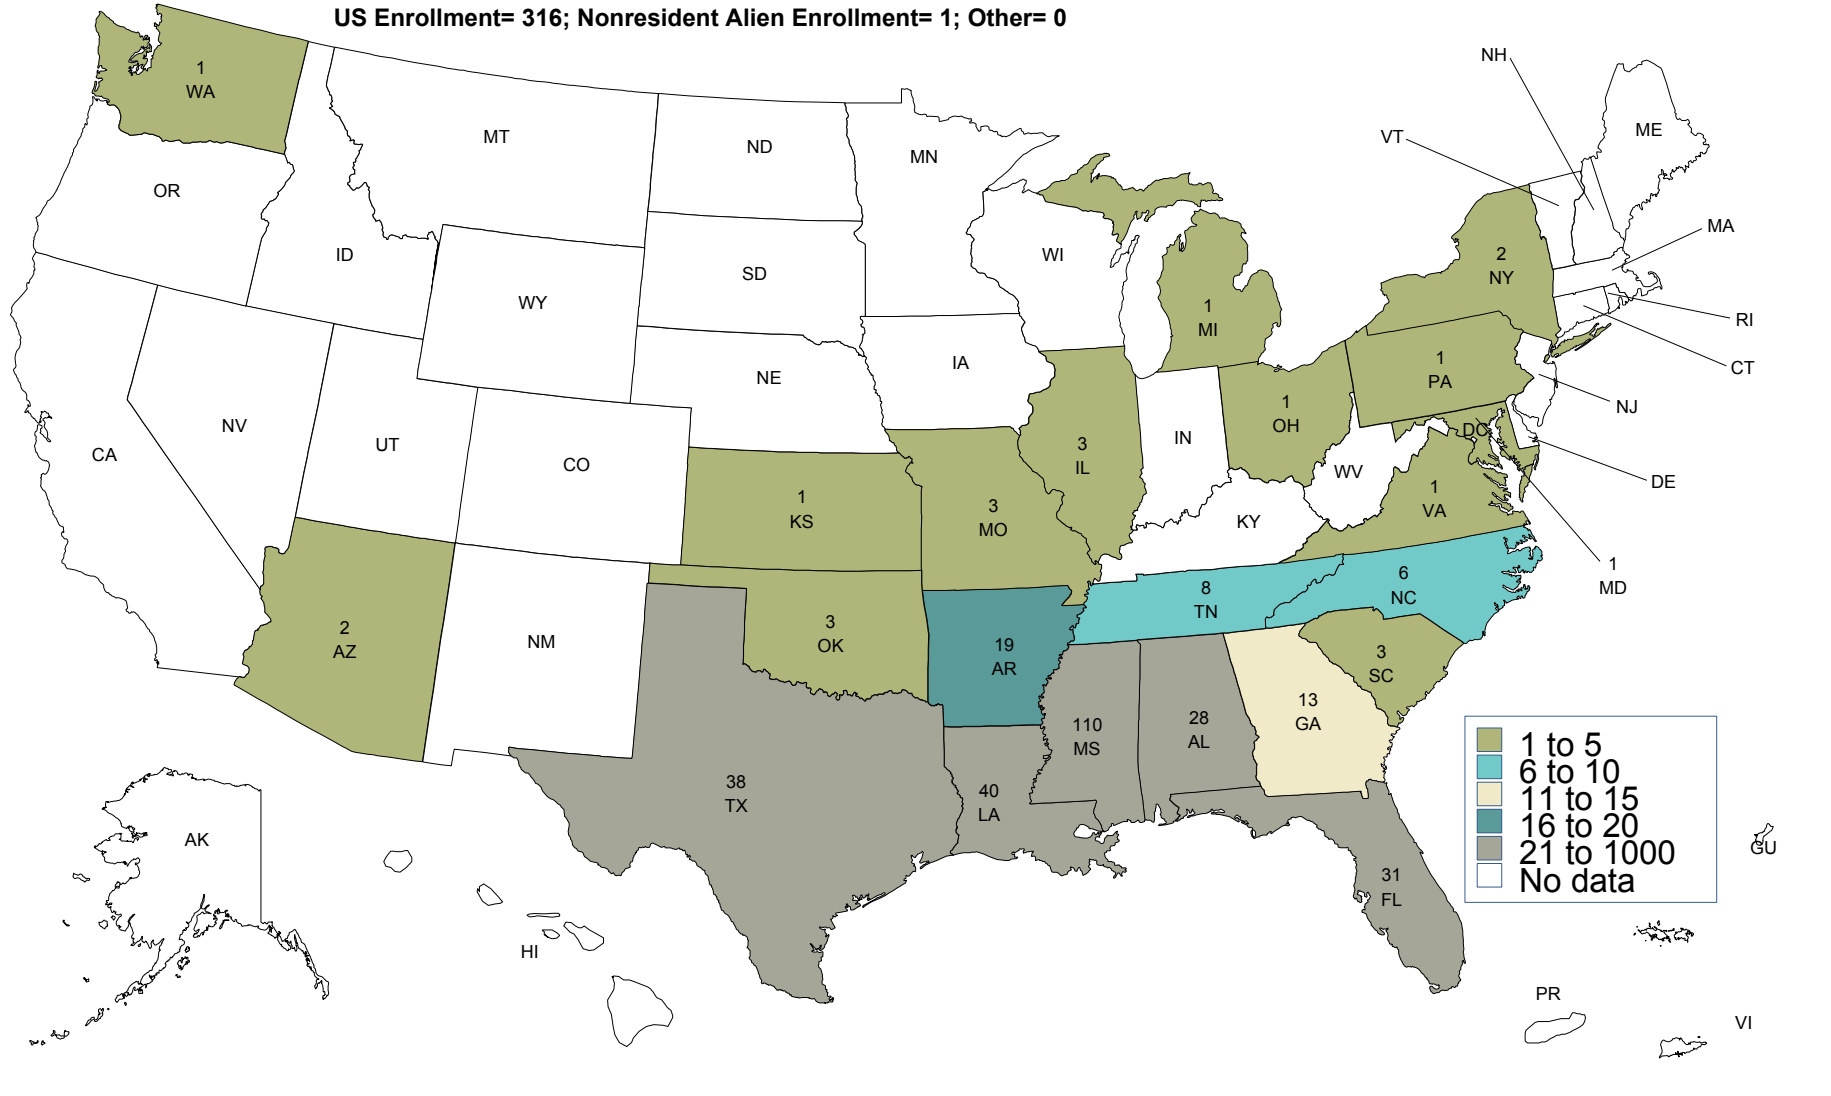 US Enrollment= 316; Nonresident Alien Enrollment= 1; Other= 0
1
WA
MT
ND
MN
NH
VT
ME
OR
ID
WY
SD
WI
1
MI
2
NY
MA
RI
CT
NJ
DE
1
MD
CA
NV
UT
CO
NE
IA
3
IL
IN
1
OH
1
PA
DC
WV
1
VA
KY
1
KS
3
MO
2
AZ
NM
3
OK
19
AR
8
TN
6
NC
3
SC
38
TX
40
LA
110
MS
28
AL
13
GA
31
FL
AK
HI
1 to 5
6 to 10
11 to 15
16 to 20
21 to 1000
No data
GU
PR
VI